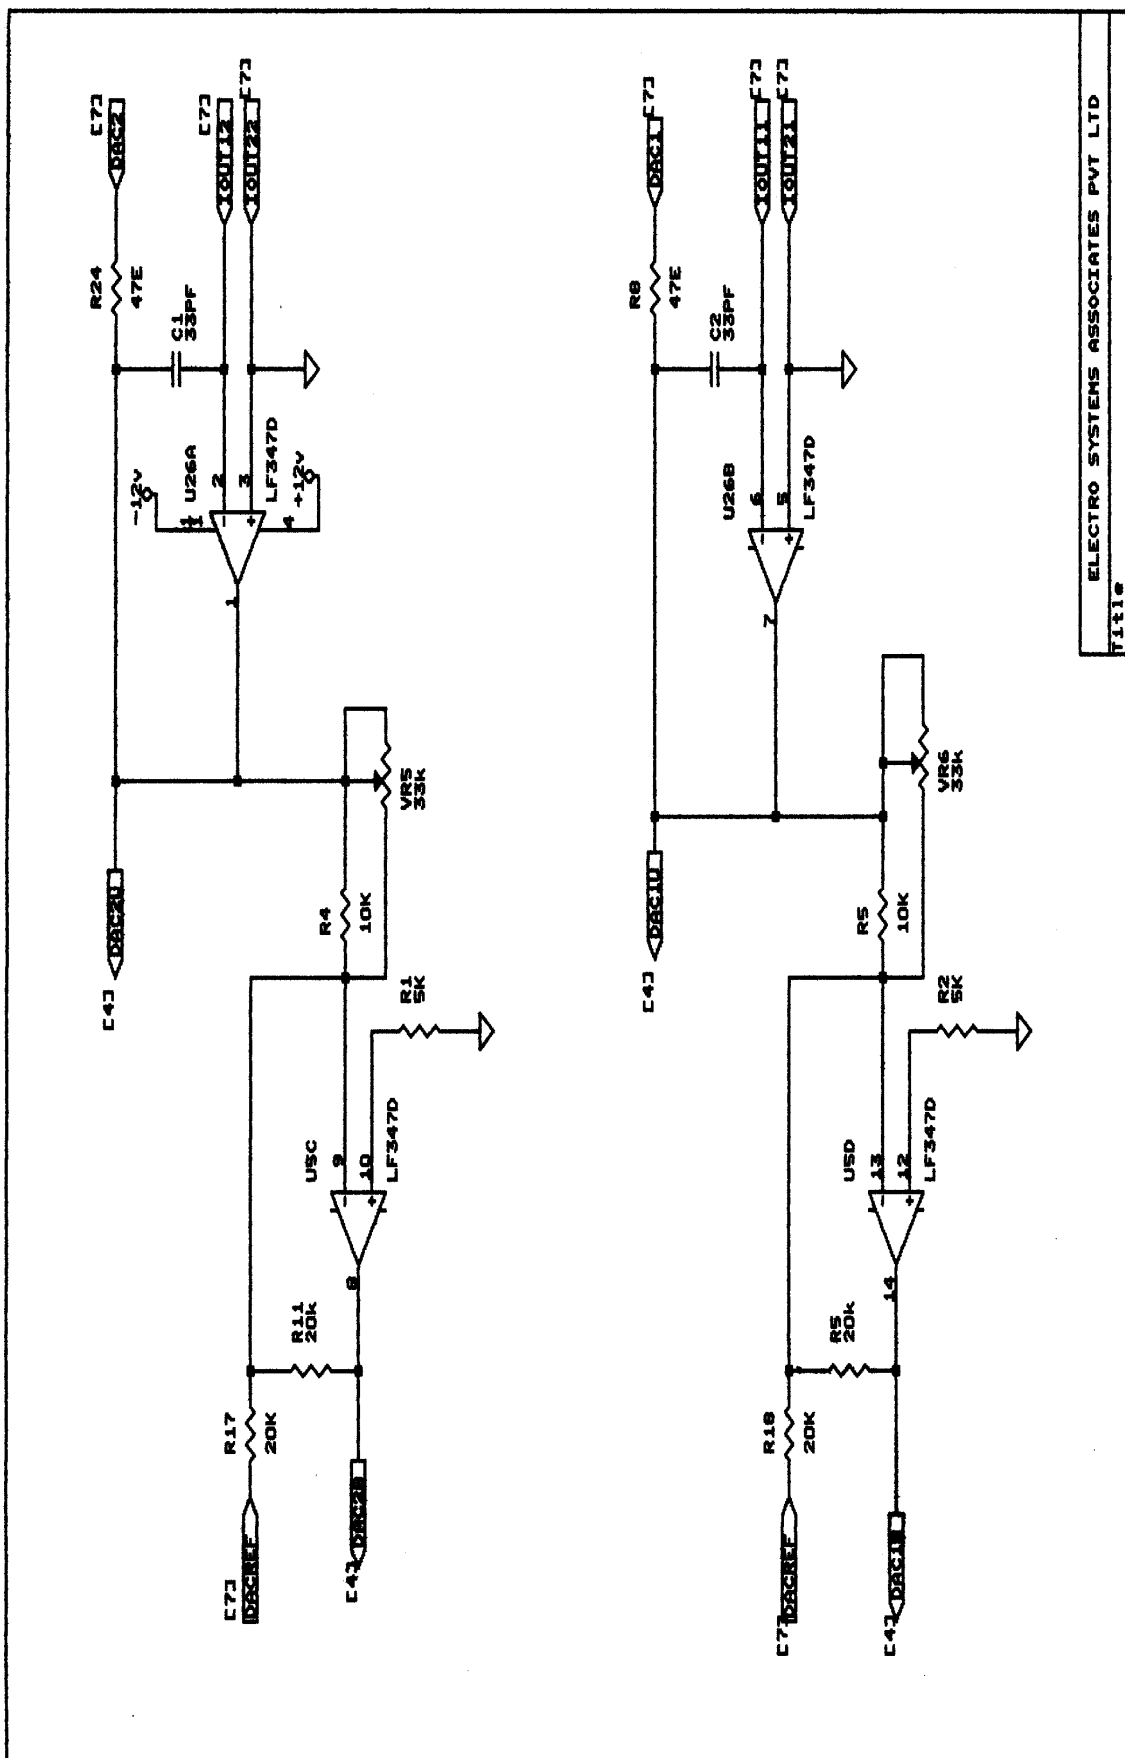 [7]
DAC2
R24
47E
C1
33PF
[7]
IOUT12
[7]
IOUT22
-12v
U26A
2
3
LF347D
+12v
4
1
VR5
33k
DAC2U
[4]
R4
10K
R1
5K
U5C
9
10
LF347D
8
R11
20k
R17
20K
[7]
DACREF
[4]
[7]
DAC1
R8
47E
C2
33PF
[7]
IOUT11
[7]
IOUT21
U26B
6
5
LF347D
7
VR6
33k
DAC1U
[4]
R5
10K
R2
5K
U5D
13
12
LF347D
14
R5
20k
R18
20K
[7]
DACREF
[4]
ELECTRO SYSTEMS ASSOCIATES PVT LTD
Title